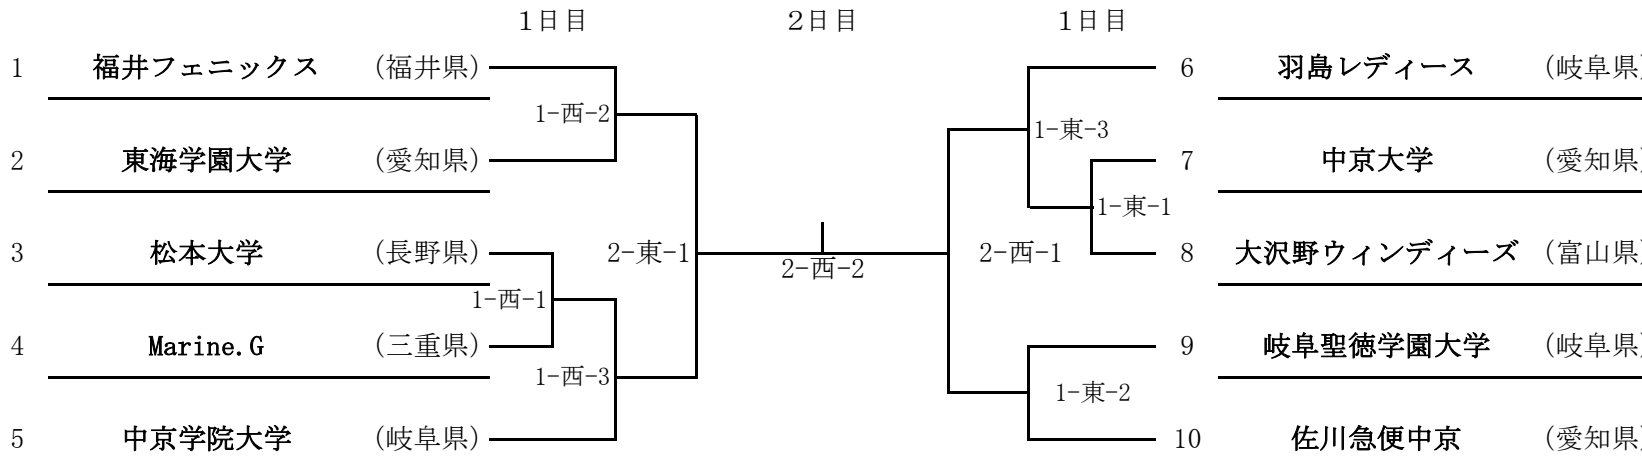 1日目 2日目 1日目
1 福井フェニックス (福井県) 6 羽島レディース (岐阜県)
1-西-2 1-東-3
2 東海学園大学 (愛知県) 7 中京大学 (愛知県)
1-東-1
3 松本大学 (長野県) 2-東-1 2-西-2 2-西-1 8 大沢野ウィンディーズ (富山県)
1-西-1
4 Marine.G (三重県) 9 岐阜聖徳学園大学 (岐阜県)
1-西-3 1-東-2
5 中京学院大学 (岐阜県) 10 佐川急便中京 (愛知県)